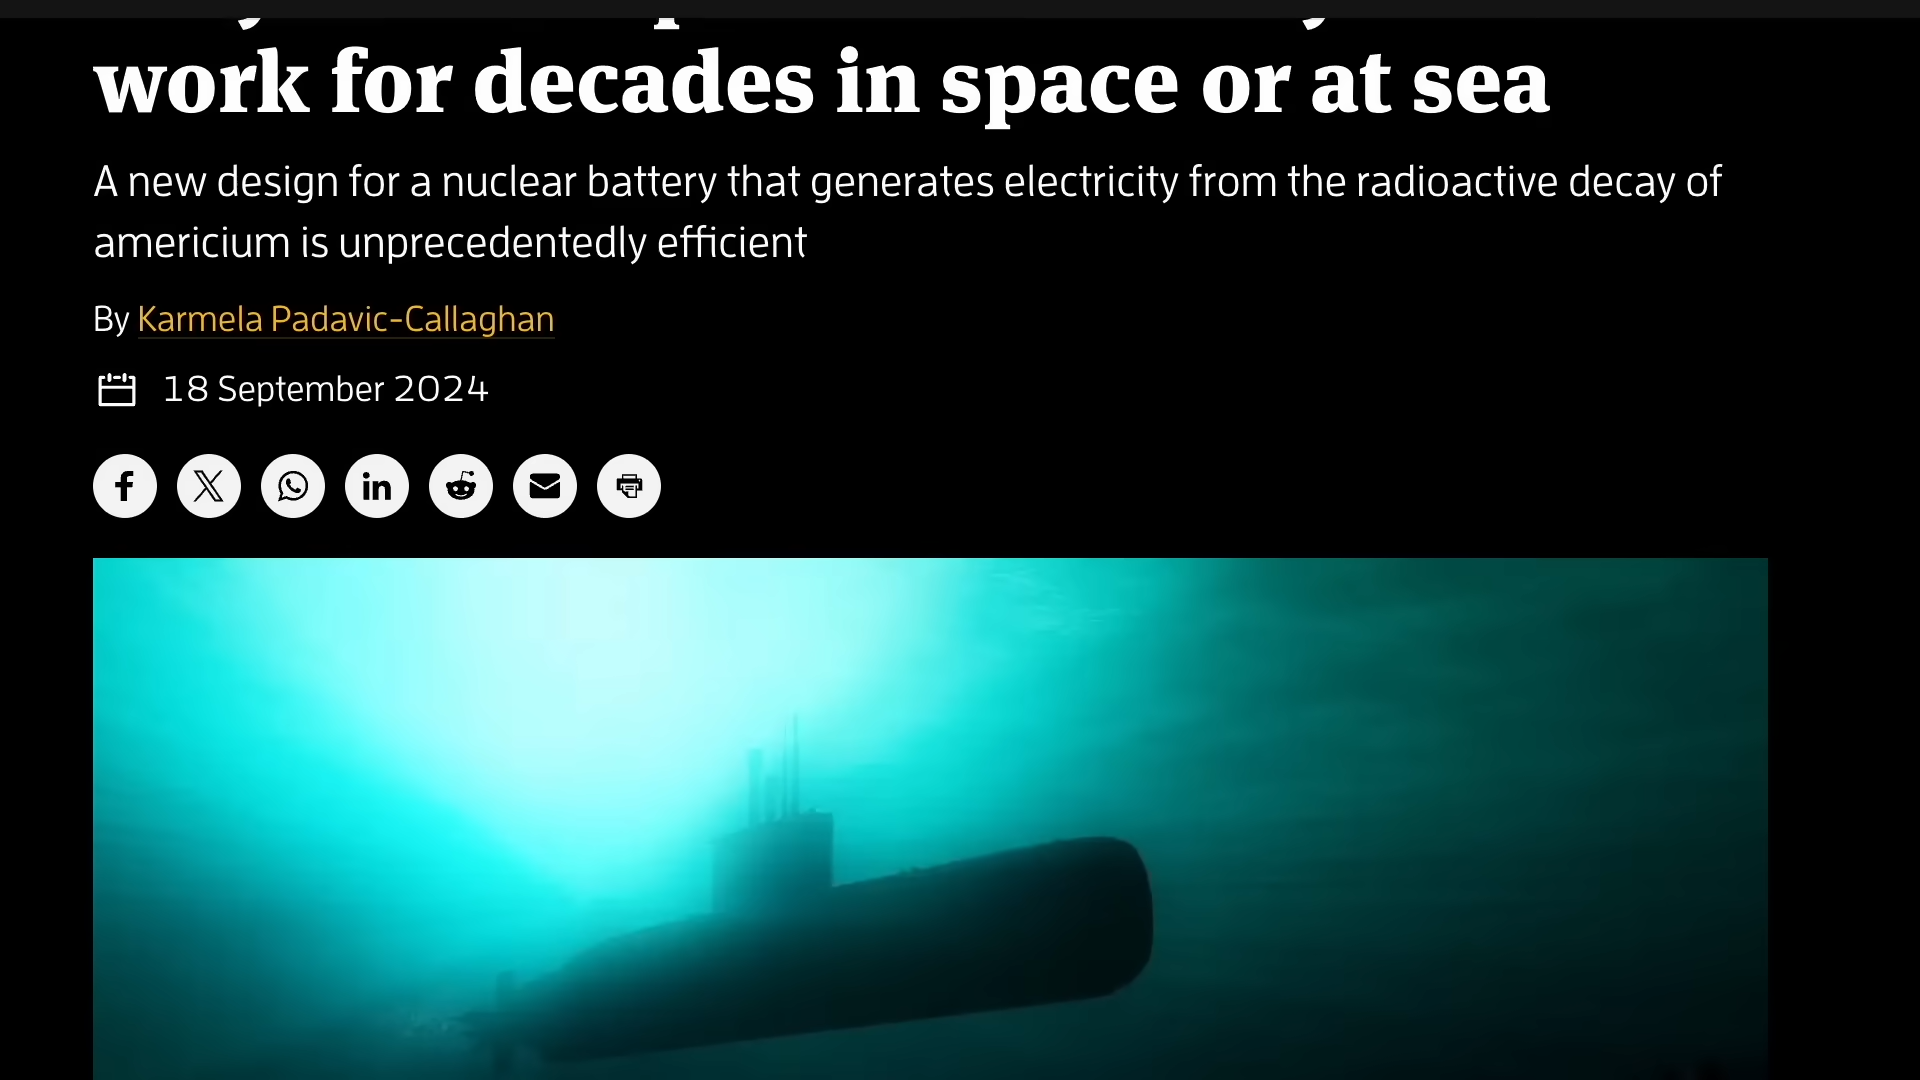 work for decades in space or at sea
A new design for a nuclear battery that generates electricity from the radioactive decay of
americium is unprecedentedly efficient
By Karmela Padavic-Callaghan
18 September 2024